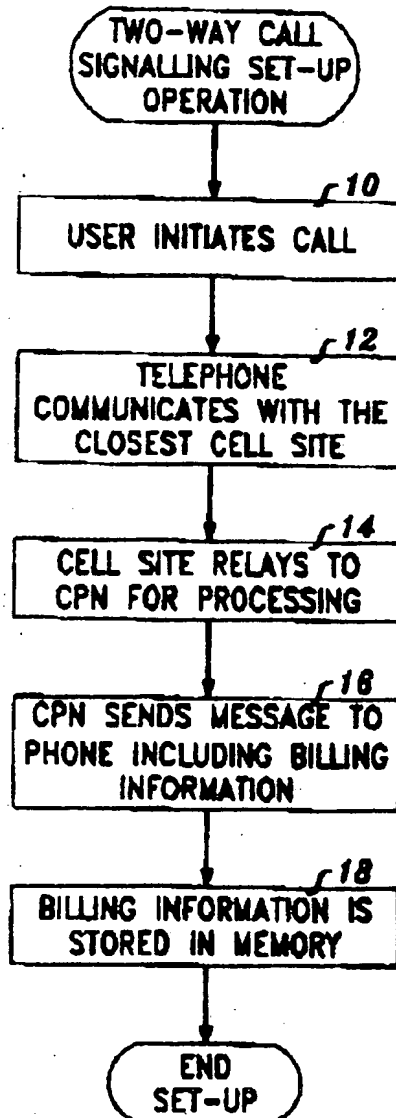 TWO-WAY CALL
SIGNALLING SET-UP
OPERATION
10
USER INITIATES CALL
12
TELEPHONE
COMMUNICATES WITH THE
CLOSEST CELL SITE
14
CELL SITE RELAYS TO
CPN FOR PROCESSING
16
CPN SENDS MESSAGE TO
PHONE INCLUDING BILLING
INFORMATION
18
BILLING INFORMATION IS
STORED IN MEMORY
END
SET-UP